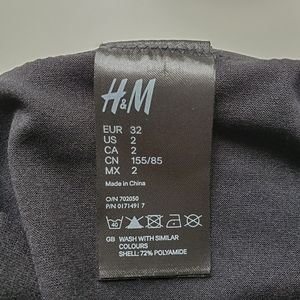 H&M
EUR 32
US 2
CA 2
CN 155/85
MX 2
Made in China
O/N 702050
P/N 0171491 7
40
GB WASH WITH SIMILAR
COLOURS
SHELL: 72% POLYAMIDE